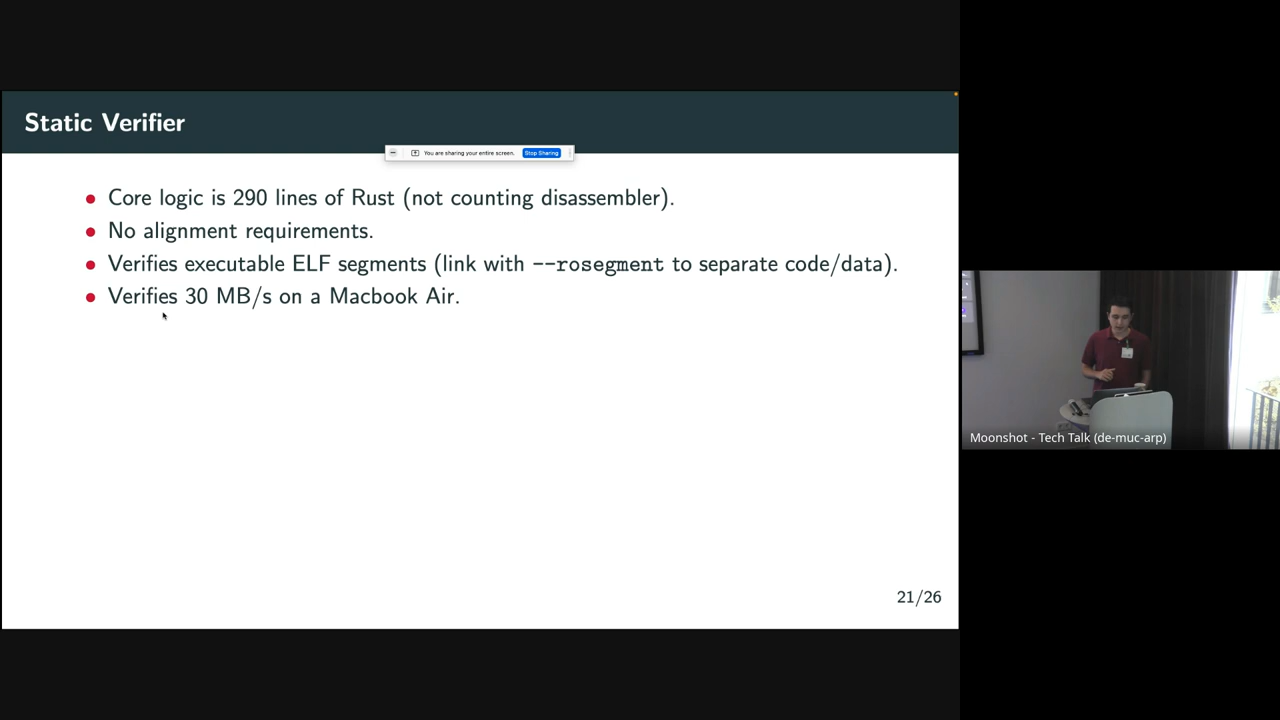 Static Verifier
You are sharing your entire screen. Stop Sharing
Core logic is 290 lines of Rust (not counting disassembler).
No alignment requirements.
Verifies executable ELF segments (link with --rosegment to separate code/data).
Verifies 30 MB/s on a Macbook Air.
21/26
Moonshot - Tech Talk (de-muc-arp)